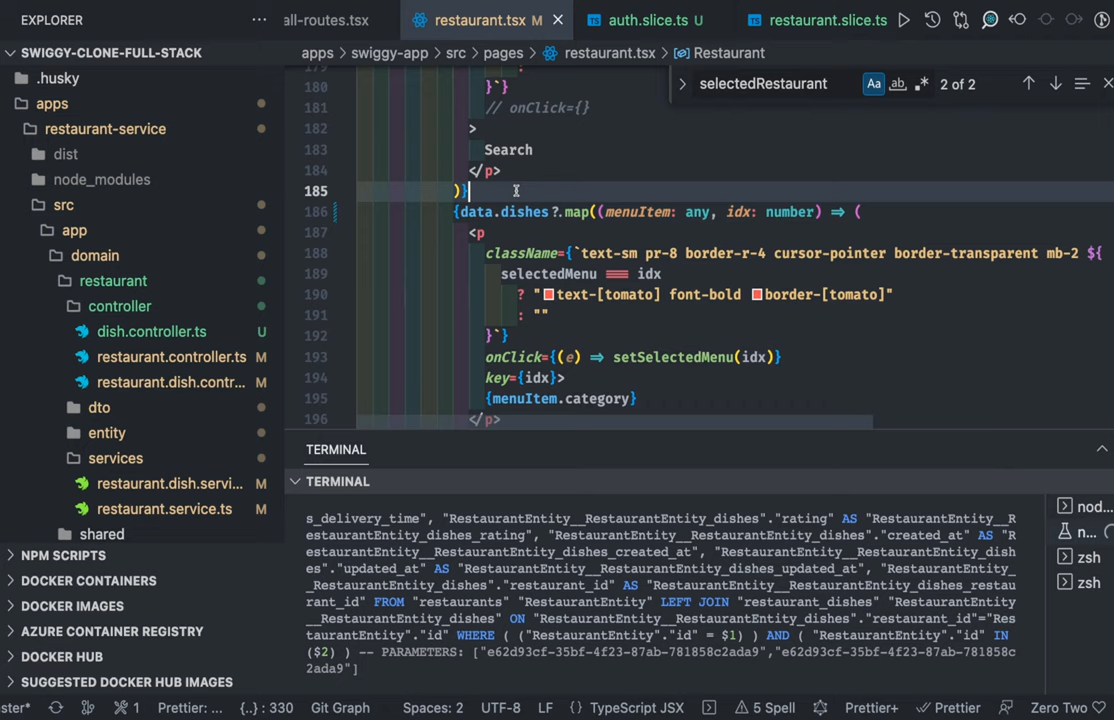 EXPLORER
...
all-routes.tsx
restaurant.tsx M
auth.slice.ts U
restaurant.slice.ts
SWIGGY-CLONE-FULL-STACK
apps > swiggy-app > src > pages > restaurant.tsx > Restaurant
selectedRestaurant
Aa
ab
.*
2 of 2
.husky
apps
restaurant-service
dist
node_modules
src
app
domain
restaurant
controller
dish.controller.ts U
restaurant.controller.ts M
restaurant.dish.contr... M
dto
entity
services
restaurant.dish.servi... M
restaurant.service.ts M
shared
NPM SCRIPTS
DOCKER CONTAINERS
DOCKER IMAGES
AZURE CONTAINER REGISTRY
DOCKER HUB
SUGGESTED DOCKER HUB IMAGES
180 }`}
181 // onClick={}
182 >
183 Search
184 </p>
185 )}
186 {data.dishes?.map((menuItem: any, idx: number) => (
187 <p
188 className={`text-sm pr-8 border-r-4 cursor-pointer border-transparent mb-2 ${
189 selectedMenu === idx
190 ? "text-[tomato] font-bold border-[tomato]"
191 : ""
192 }`}
193 onClick={(e) => setSelectedMenu(idx)}
194 key={idx}>
195 {menuItem.category}
196 </p>
TERMINAL
TERMINAL
s_delivery_time", "RestaurantEntity__RestaurantEntity_dishes"."rating" AS "RestaurantEntity__R
estaurantEntity_dishes_rating", "RestaurantEntity__RestaurantEntity_dishes"."created_at" AS "R
estaurantEntity__RestaurantEntity_dishes_created_at", "RestaurantEntity__RestaurantEntity_dish
es"."updated_at" AS "RestaurantEntity__RestaurantEntity_dishes_updated_at", "RestaurantEntity_
_RestaurantEntity_dishes"."restaurant_id" AS "RestaurantEntity__RestaurantEntity_dishes_restau
rant_id" FROM "restaurants" "RestaurantEntity" LEFT JOIN "restaurant_dishes" "RestaurantEntity
__RestaurantEntity_dishes" ON "RestaurantEntity__RestaurantEntity_dishes"."restaurant_id"="Res
taurantEntity"."id" WHERE ( ("RestaurantEntity"."id" = $1) ) AND ( "RestaurantEntity"."id" IN
($2) ) -- PARAMETERS: ["e62d93cf-35bf-4f23-87ab-781858c2ada9","e62d93cf-35bf-4f23-87ab-781858c
2ada9"]
nod...
n...
zsh
zsh
ster* 1 Prettier: ... {..} : 330 Git Graph Spaces: 2 UTF-8 LF {} TypeScript JSX 5 Spell Prettier+ Prettier Zero Two